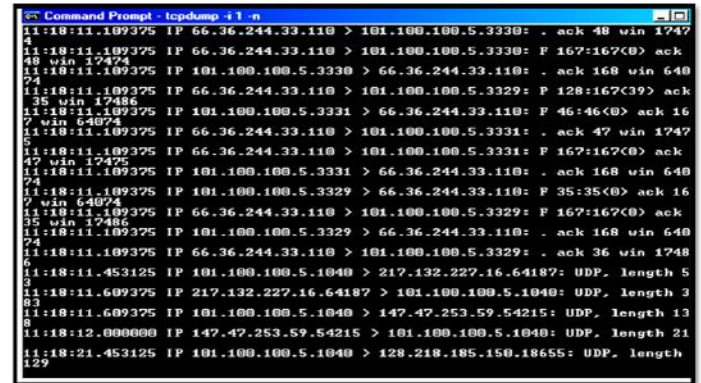 Command Prompt - tcpdump -i 1 -n
11:18:11.109375 IP 66.36.244.33.110 > 101.100.100.5.3330: . ack 48 win 1747
4
11:18:11.109375 IP 66.36.244.33.110 > 101.100.100.5.3330: F 167:167(0) ack
48 win 17474
11:18:11.109375 IP 101.100.100.5.3330 > 66.36.244.33.110: . ack 168 win 640
74
11:18:11.109375 IP 66.36.244.33.110 > 101.100.100.5.3329: P 128:167(39) ack
35 win 17486
11:18:11.109375 IP 101.100.100.5.3331 > 66.36.244.33.110: F 46:46(0) ack 16
7 win 64074
11:18:11.109375 IP 66.36.244.33.110 > 101.100.100.5.3331: . ack 47 win 1747
5
11:18:11.109375 IP 66.36.244.33.110 > 101.100.100.5.3331: F 167:167(0) ack
47 win 17475
11:18:11.109375 IP 101.100.100.5.3331 > 66.36.244.33.110: . ack 168 win 640
74
11:18:11.109375 IP 101.100.100.5.3329 > 66.36.244.33.110: F 35:35(0) ack 16
7 win 64074
11:18:11.109375 IP 66.36.244.33.110 > 101.100.100.5.3329: F 167:167(0) ack
35 win 17486
11:18:11.109375 IP 101.100.100.5.3329 > 66.36.244.33.110: . ack 168 win 640
74
11:18:11.109375 IP 66.36.244.33.110 > 101.100.100.5.3329: . ack 36 win 1748
6
11:18:11.453125 IP 101.100.100.5.1040 > 217.132.227.16.64187: UDP, length 5
3
11:18:11.609375 IP 217.132.227.16.64187 > 101.100.100.5.1040: UDP, length 3
83
11:18:11.609375 IP 101.100.100.5.1040 > 147.47.253.59.54215: UDP, length 13
8
11:18:12.000000 IP 147.47.253.59.54215 > 101.100.100.5.1040: UDP, length 21
11:18:21.453125 IP 101.100.100.5.1040 > 128.218.185.150.18655: UDP, length
129